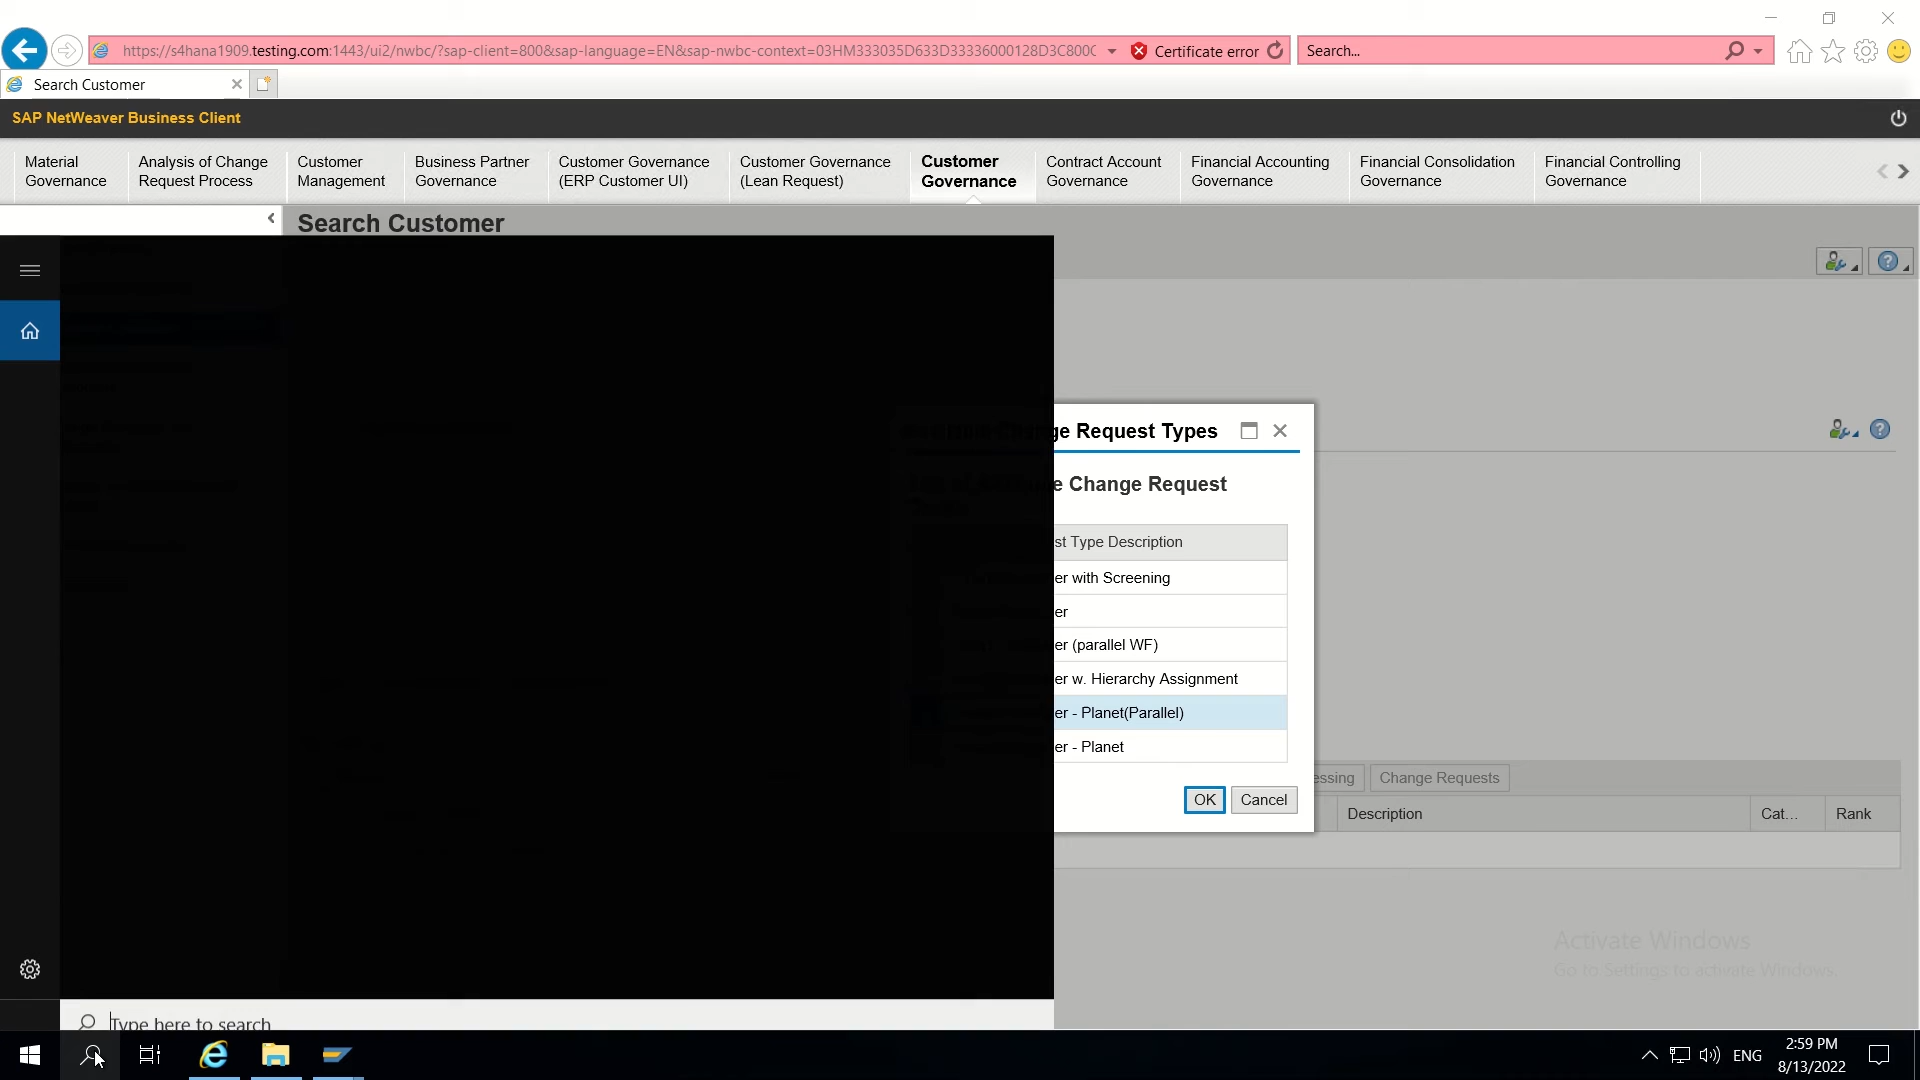 https://s4hana1909.testing.com:1443/ui2/nwbc/?sap-client=800&sap-language=EN&sap-nwbc-context=03HM333035D633D33336000128D3C800C
Certificate error
Search...
Search Customer
SAP NetWeaver Business Client
Material
Governance
Analysis of Change
Request Process
Customer
Management
Business Partner
Governance
Customer Governance
(ERP Customer UI)
Customer Governance
(Lean Request)
Customer
Governance
Contract Account
Governance
Financial Accounting
Governance
Financial Consolidation
Governance
Financial Controlling
Governance
Search Customer
ge Request Types
e Change Request
st Type Description
er with Screening
er
er (parallel WF)
er w. Hierarchy Assignment
er - Planet(Parallel)
er - Planet
OK Cancel
essing Change Requests
Description Cat... Rank
Activate Windows
Go to Settings to activate Windows.
Type here to search
ENG
2:59 PM
8/13/2022